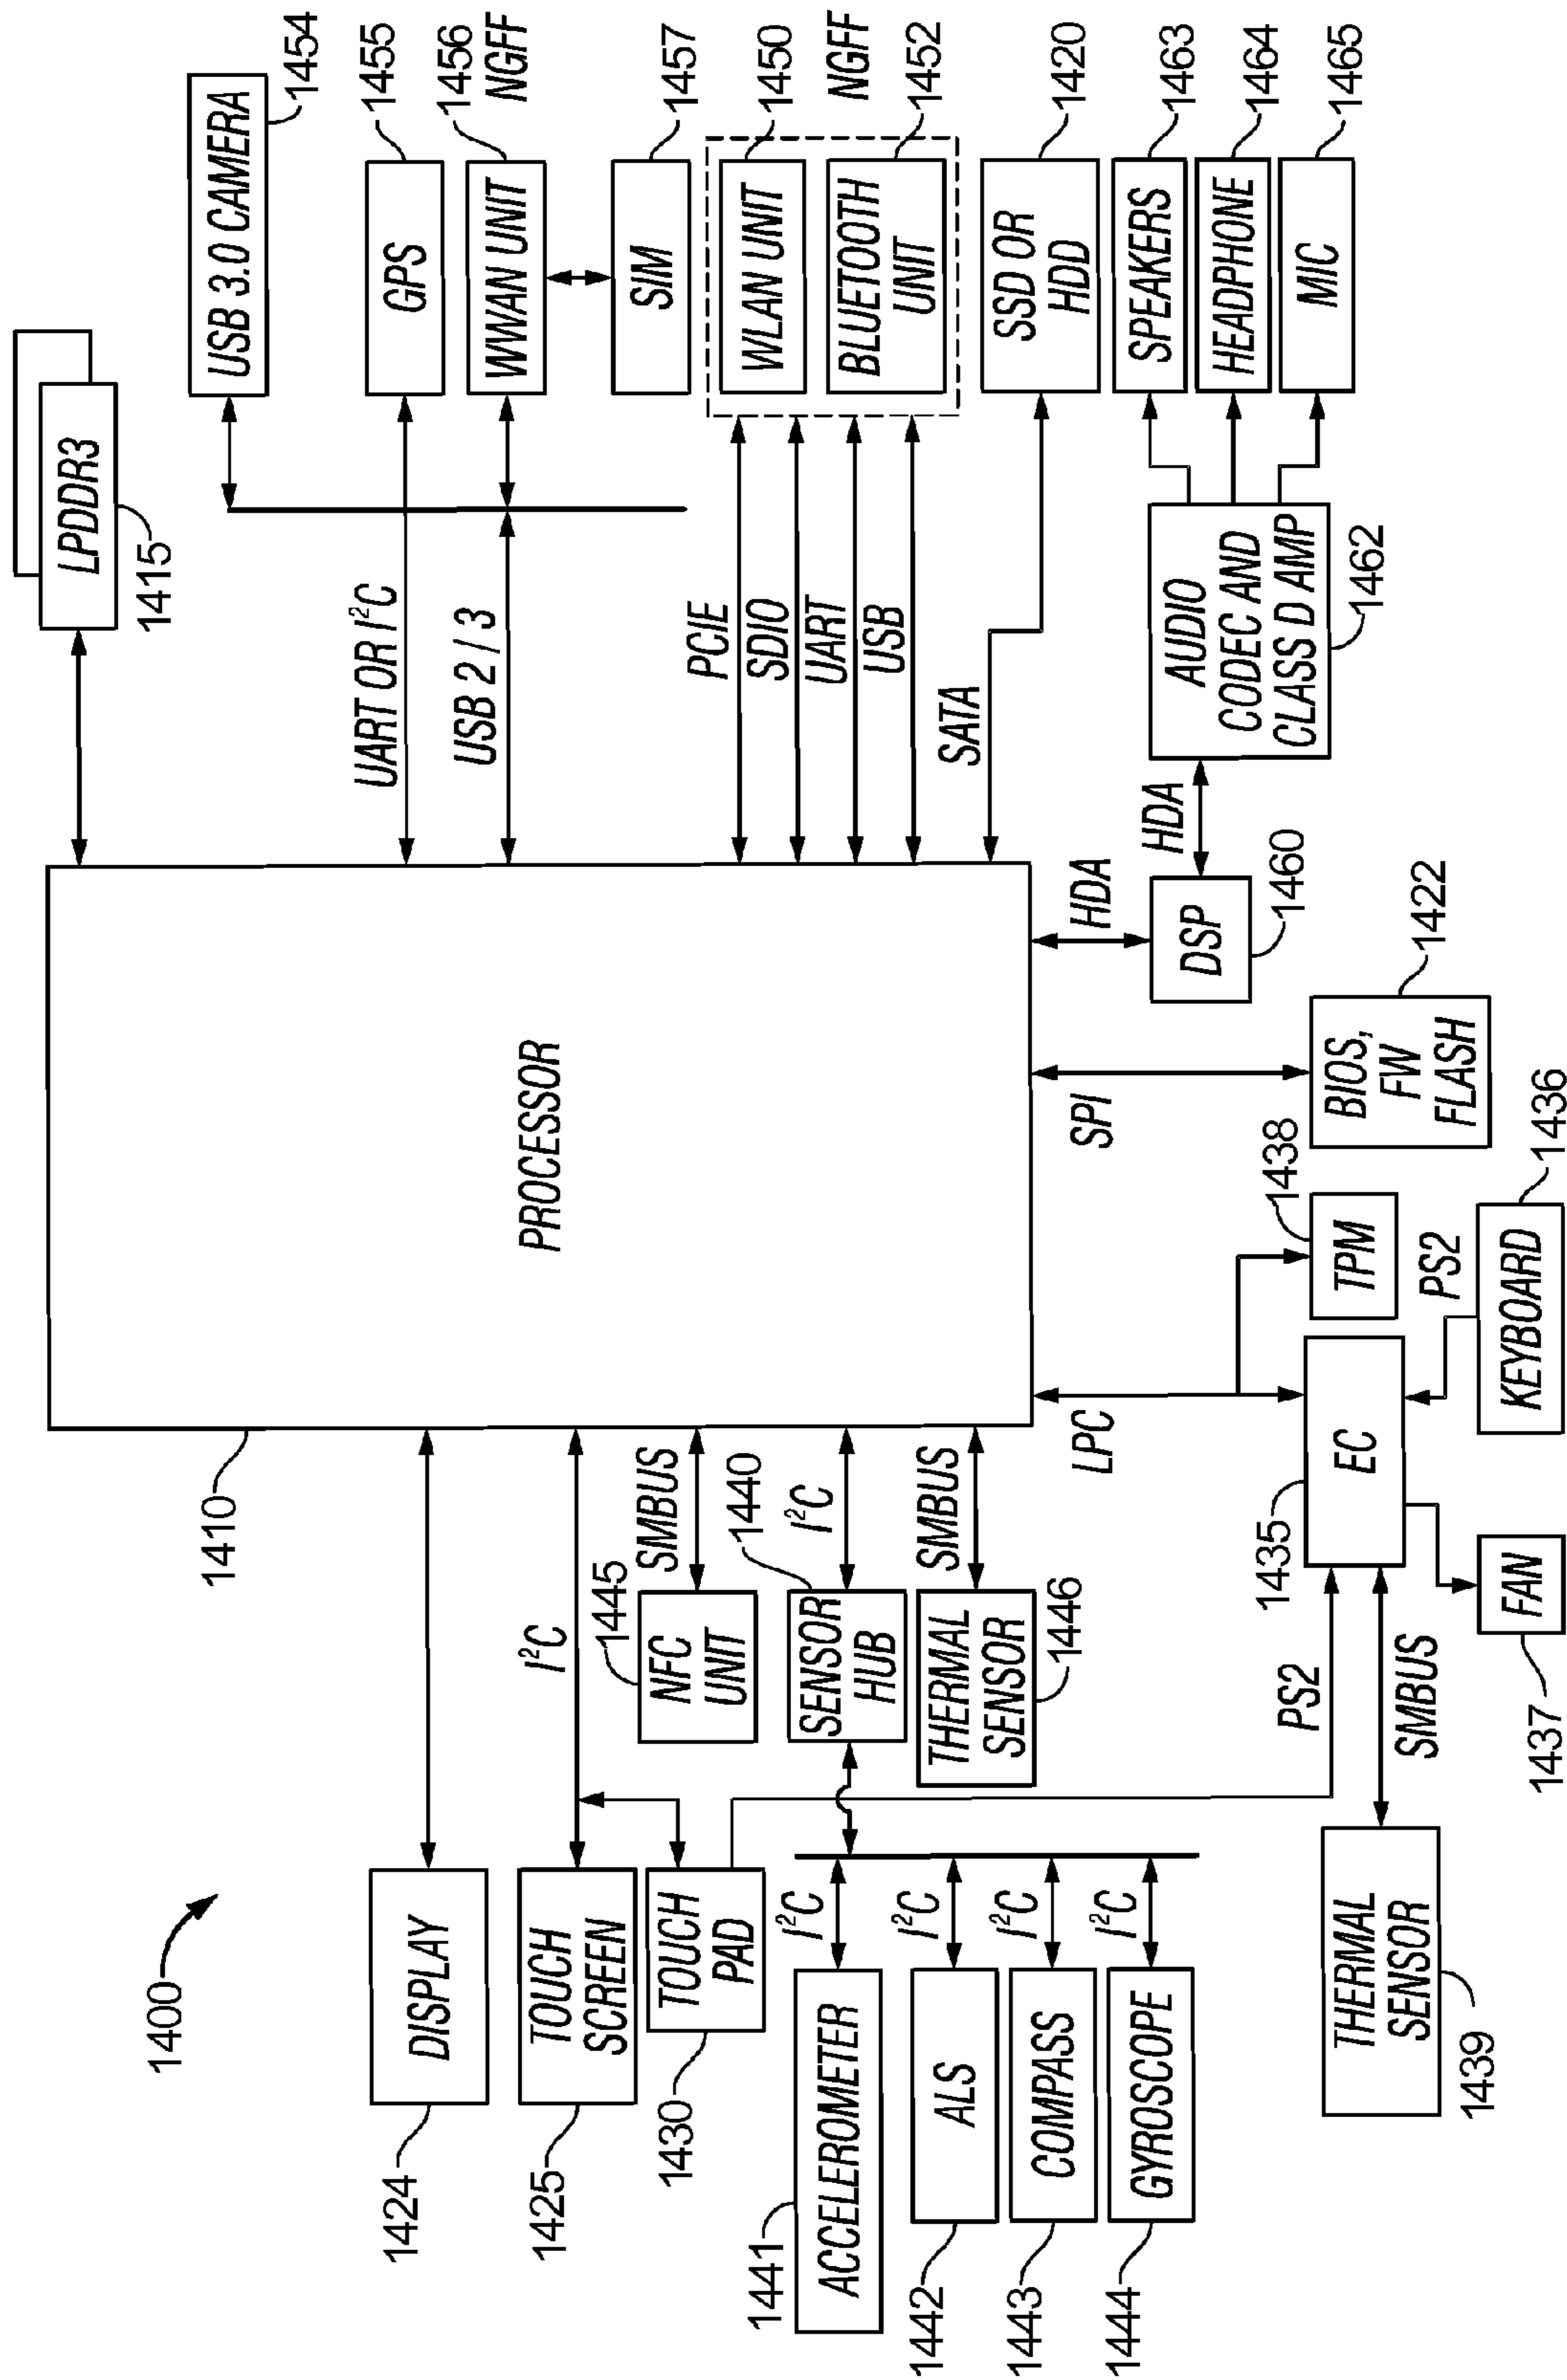 1400
1410
PROCESSOR
LPDDR3
1415
1424
DISPLAY
USB 3.0 CAMERA
1454
1425
TOUCH
SCREEN
I²C
UART OR I²C
GPS
1455
USB 2 / 3
WWAN UNIT
1456
NGFF
SIM
1457
1430
TOUCH
PAD
1445
NFC
UNIT
SMBUS
1440
SENSOR
HUB
I²C
THERMAL
SENSOR
1446
SMBUS
1441
ACCELEROMETER
I²C
1442
ALS
I²C
1443
COMPASS
I²C
1444
GYROSCOPE
I²C
PCIE
SDIO
UART
USB
WLAN UNIT
1450
BLUETOOTH
UNIT
1452
NGFF
SATA
SSD OR
HDD
1420
HDA
DSP
1460
HDA
AUDIO
CODEC AND
CLASS D AMP
1462
SPEAKERS
1463
HEADPHONE
1464
MIC
1465
LPC
SPI
BIOS,
FW
FLASH
1422
TPM
1438
1435
EC
PS2
KEYBOARD
1436
PS2
SMBUS
THERMAL
SENSOR
1439
FAN
1437